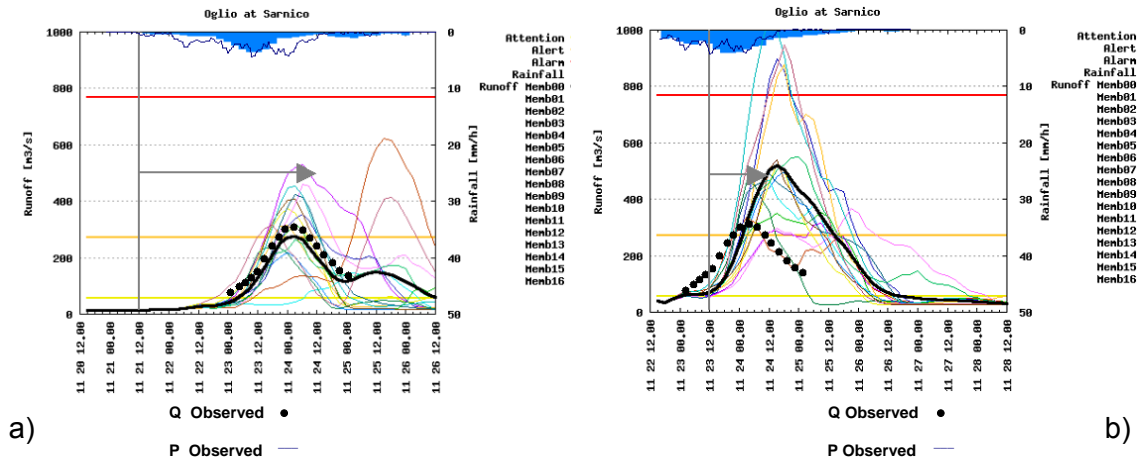 Oglio at Sarnico
1000
800
600
400
200
0
Runoff [m3/s]
0
10
20
30
40
50
Rainfall [mm/h]
Attention
Alert
Alarm
Rainfall
Runoff Memb00
Memb01
Memb02
Memb03
Memb04
Memb05
Memb06
Memb07
Memb08
Memb09
Memb10
Memb11
Memb12
Memb13
Memb14
Memb15
Memb16
11 20 12.00
11 21 00.00
11 21 12.00
11 22 00.00
11 22 12.00
11 23 00.00
11 23 12.00
11 24 00.00
11 24 12.00
11 25 00.00
11 25 12.00
11 26 00.00
11 26 12.00
Q Observed
a)
P Observed
Oglio at Sarnico
1000
800
600
400
200
0
Runoff [m3/s]
0
10
20
30
40
50
Rainfall [mm/h]
Attention
Alert
Alarm
Rainfall
Runoff Memb00
Memb01
Memb02
Memb03
Memb04
Memb05
Memb06
Memb07
Memb08
Memb09
Memb10
Memb11
Memb12
Memb13
Memb14
Memb15
Memb16
11 22 12.00
11 23 00.00
11 23 12.00
11 24 00.00
11 24 12.00
11 25 00.00
11 25 12.00
11 26 00.00
11 26 12.00
11 27 00.00
11 27 12.00
11 28 00.00
11 28 12.00
Q Observed
b)
P Observed